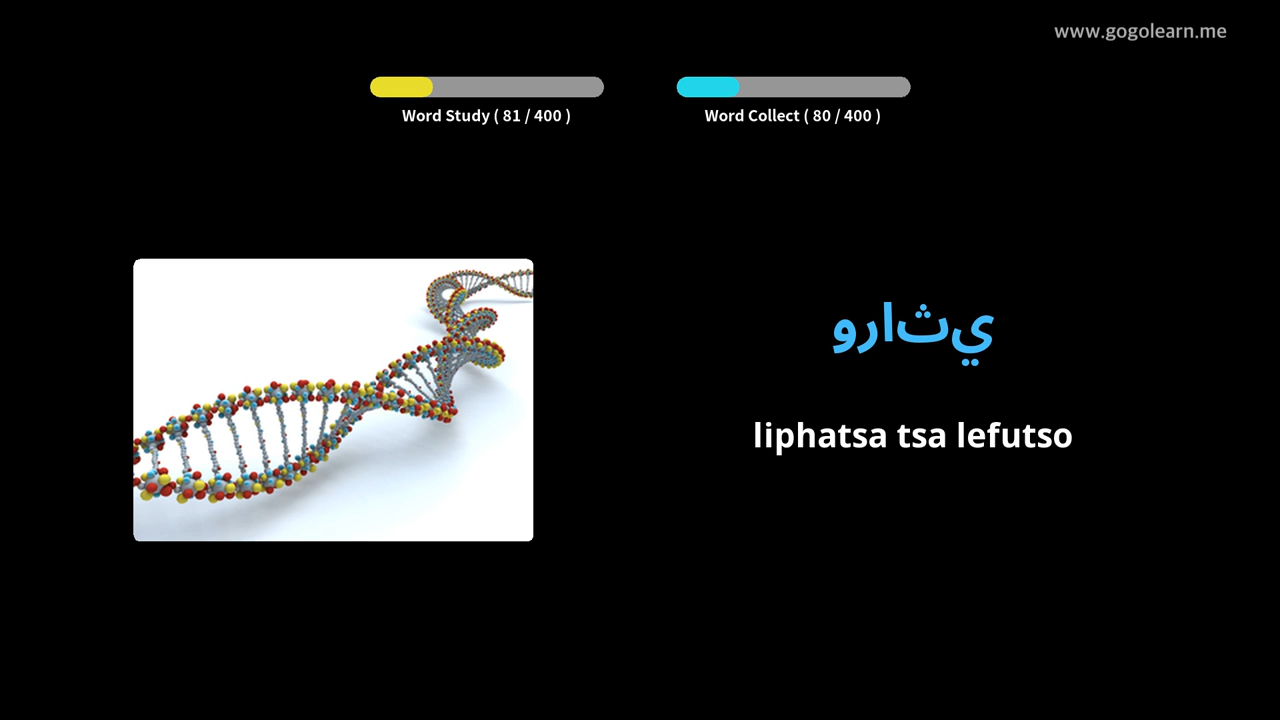 www.gogolearn.me
Word Study ( 81 / 400 )
Word Collect ( 80 / 400 )
وراثي
liphatsa tsa lefutso